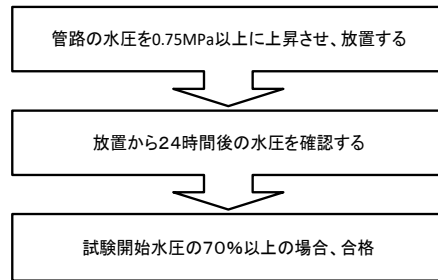 管路の水圧を0.75MPa以上に上昇させ、放置する
放置から24時間後の水圧を確認する
試験開始水圧の70%以上の場合、合格